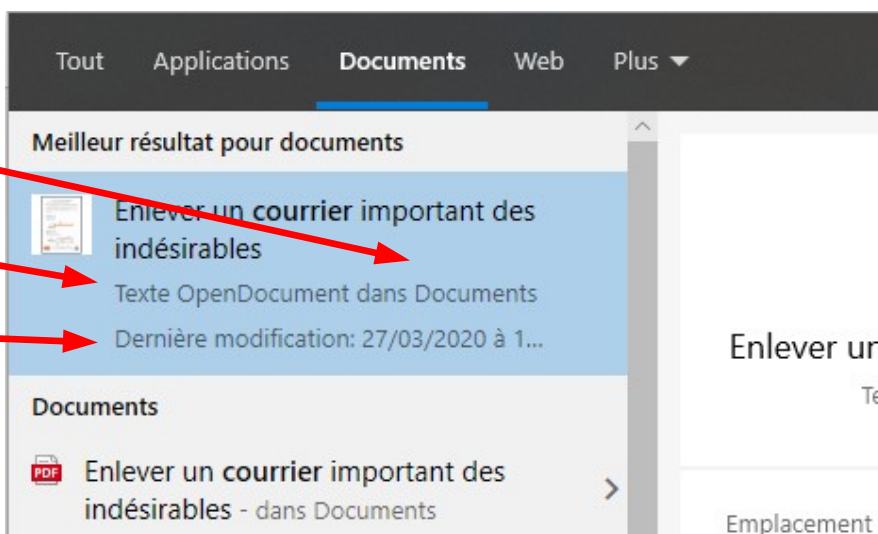 Tout Applications Documents Web Plus
Meilleur résultat pour documents
Enlever un courrier important des
indésirables
Texte OpenDocument dans Documents
Dernière modification: 27/03/2020 à 1...
Documents
PDF Enlever un courrier important des
indésirables - dans Documents
Enlever un
Te
Emplacement